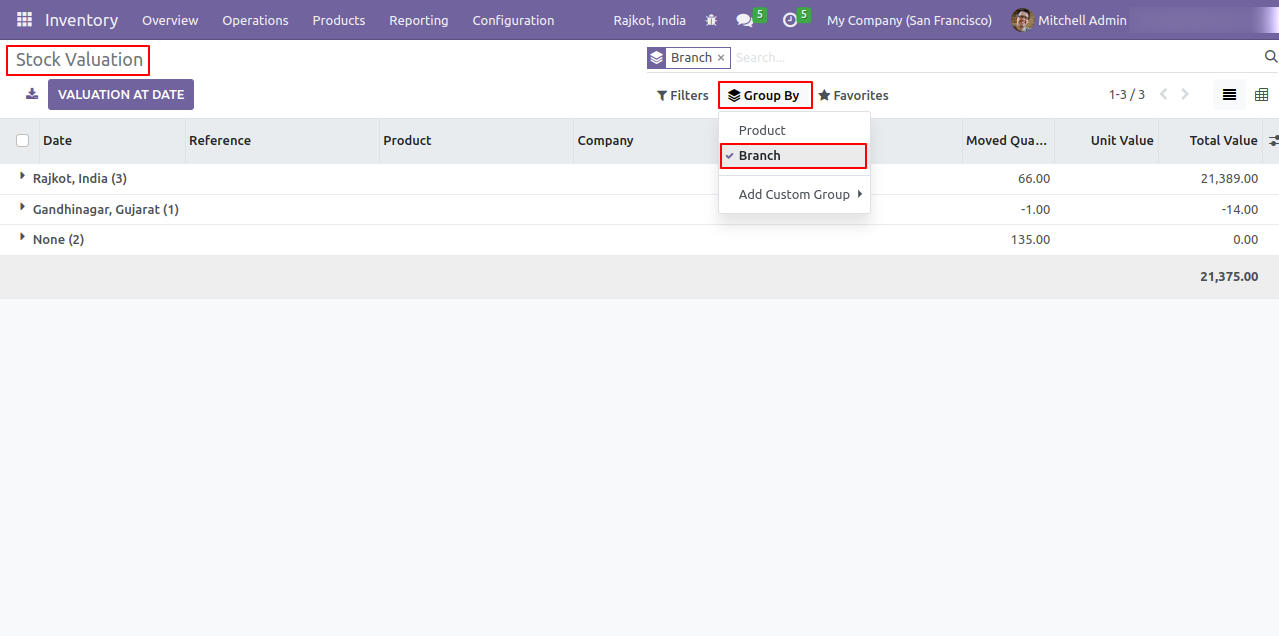 Inventory Overview Operations Products Reporting Configuration Rajkot, India 5 5 My Company (San Francisco) Mitchell Admin
Stock Valuation Branch × Search...
VALUATION AT DATE Filters Group By Favorites 1-3 / 3
Product
Branch
Add Custom Group
Date Reference Product Company Moved Qua... Unit Value Total Value
Rajkot, India (3) 66.00 21,389.00
Gandhinagar, Gujarat (1) -1.00 -14.00
None (2) 135.00 0.00
21,375.00